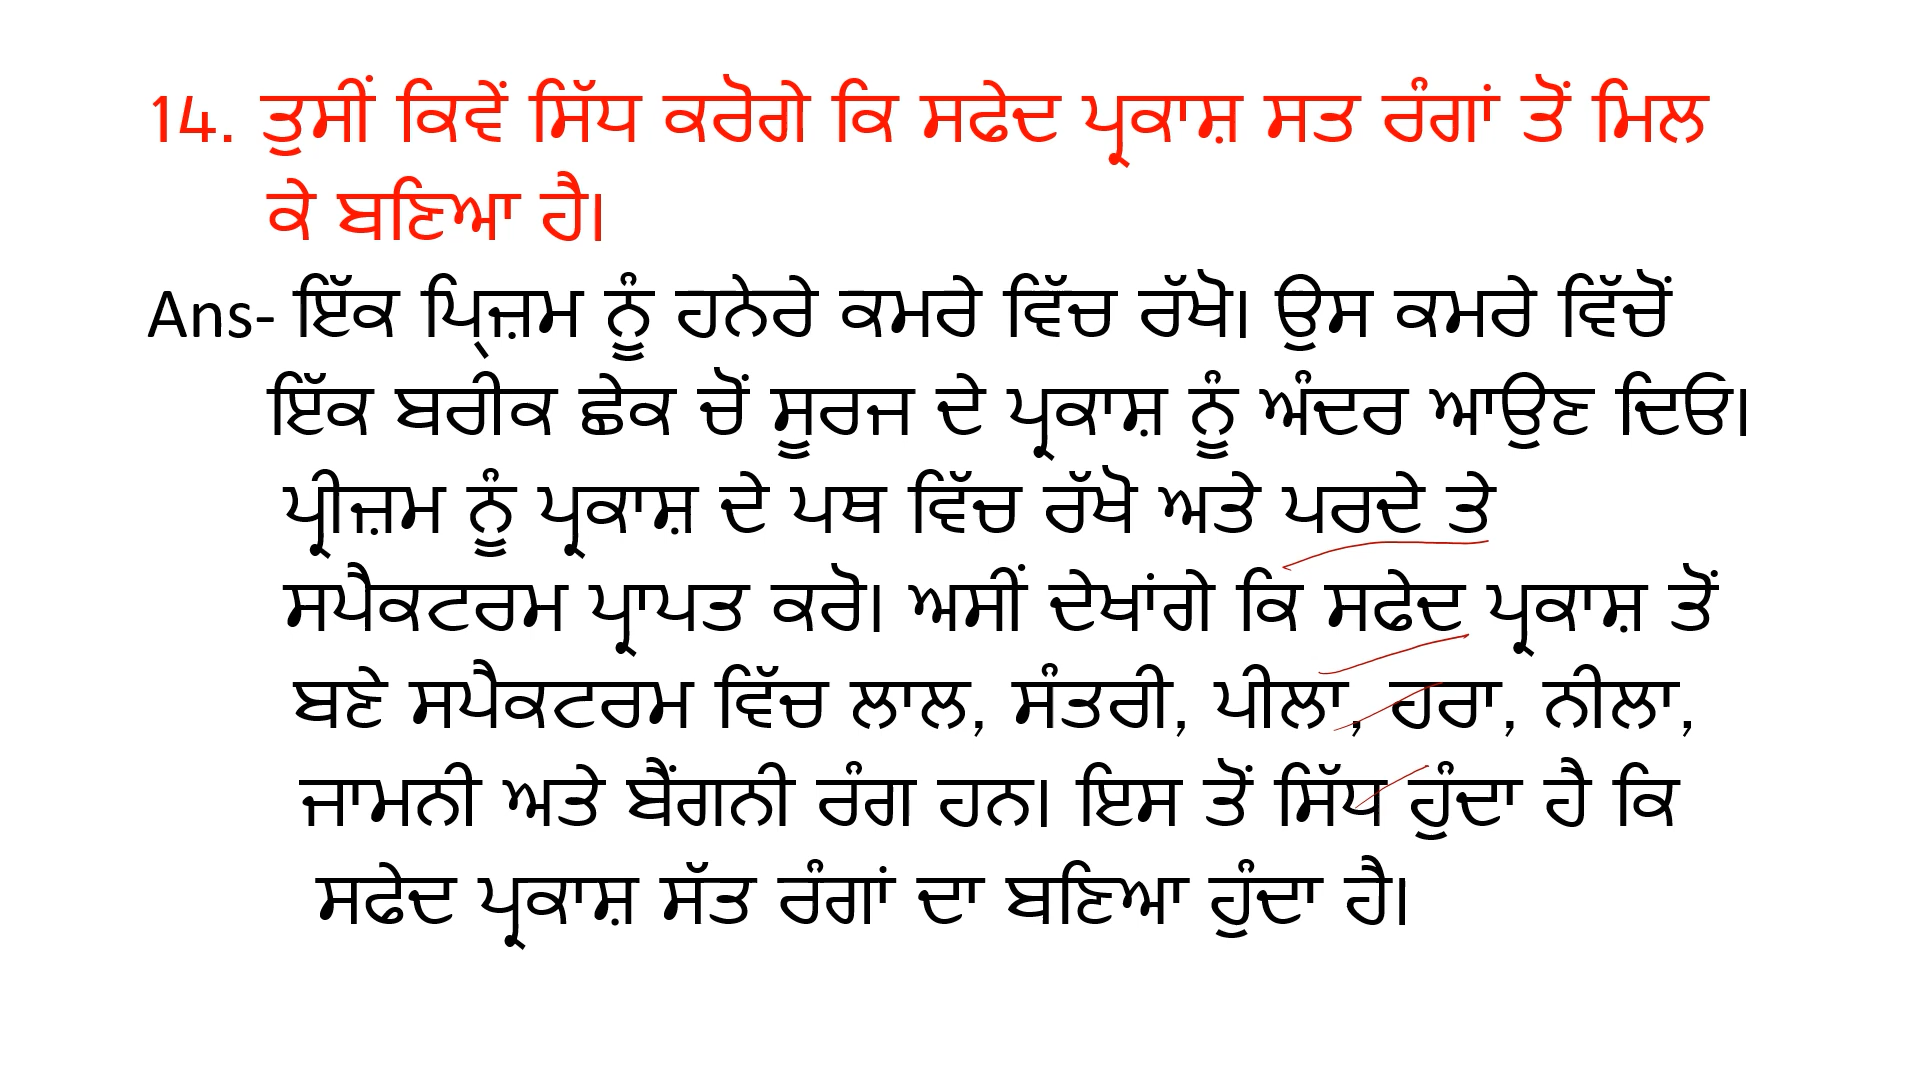 14. ਤੁਸੀਂ ਕਿਵੇਂ ਸਿੱਧ ਕਰੋਗੇ ਕਿ ਸਫੇਦ ਪ੍ਰਕਾਸ਼ ਸਤ ਰੰਗਾਂ ਤੋਂ ਮਿਲ
ਕੇ ਬਣਿਆ ਹੈ।
Ans- ਇੱਕ ਪ੍ਰਿਜ਼ਮ ਨੂੰ ਹਨੇਰੇ ਕਮਰੇ ਵਿੱਚ ਰੱਖੋ। ਉਸ ਕਮਰੇ ਵਿੱਚੋਂ
ਇੱਕ ਬਰੀਕ ਛੇਕ ਚੋਂ ਸੂਰਜ ਦੇ ਪ੍ਰਕਾਸ਼ ਨੂੰ ਅੰਦਰ ਆਉਣ ਦਿਓ।
ਪ੍ਰੀਜ਼ਮ ਨੂੰ ਪ੍ਰਕਾਸ਼ ਦੇ ਪਥ ਵਿੱਚ ਰੱਖੋ ਅਤੇ ਪਰਦੇ ਤੇ
ਸਪੈਕਟਰਮ ਪ੍ਰਾਪਤ ਕਰੋ। ਅਸੀਂ ਦੇਖਾਂਗੇ ਕਿ ਸਫੇਦ ਪ੍ਰਕਾਸ਼ ਤੋਂ
ਬਣੇ ਸਪੈਕਟਰਮ ਵਿੱਚ ਲਾਲ, ਸੰਤਰੀ, ਪੀਲਾ, ਹਰਾ, ਨੀਲਾ,
ਜਾਮਨੀ ਅਤੇ ਬੈਂਗਨੀ ਰੰਗ ਹਨ। ਇਸ ਤੋਂ ਸਿੱਧ ਹੁੰਦਾ ਹੈ ਕਿ
ਸਫੇਦ ਪ੍ਰਕਾਸ਼ ਸੱਤ ਰੰਗਾਂ ਦਾ ਬਣਿਆ ਹੁੰਦਾ ਹੈ।